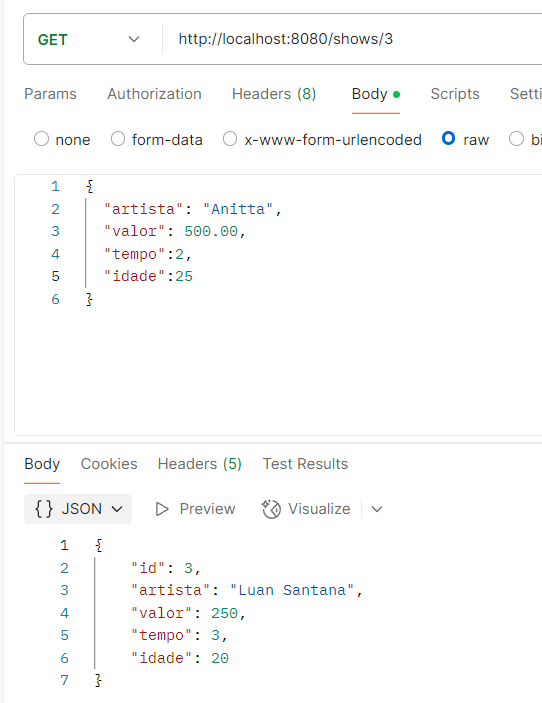 GET http://localhost:8080/shows/3
Params Authorization Headers (8) Body Scripts Setti
none form-data x-www-form-urlencoded raw bi
1 {
2 "artista": "Anitta",
3 "valor": 500.00,
4 "tempo":2,
5 "idade":25
6 }
Body Cookies Headers (5) Test Results
{} JSON Preview Visualize
1 {
2 "id": 3,
3 "artista": "Luan Santana",
4 "valor": 250,
5 "tempo": 3,
6 "idade": 20
7 }